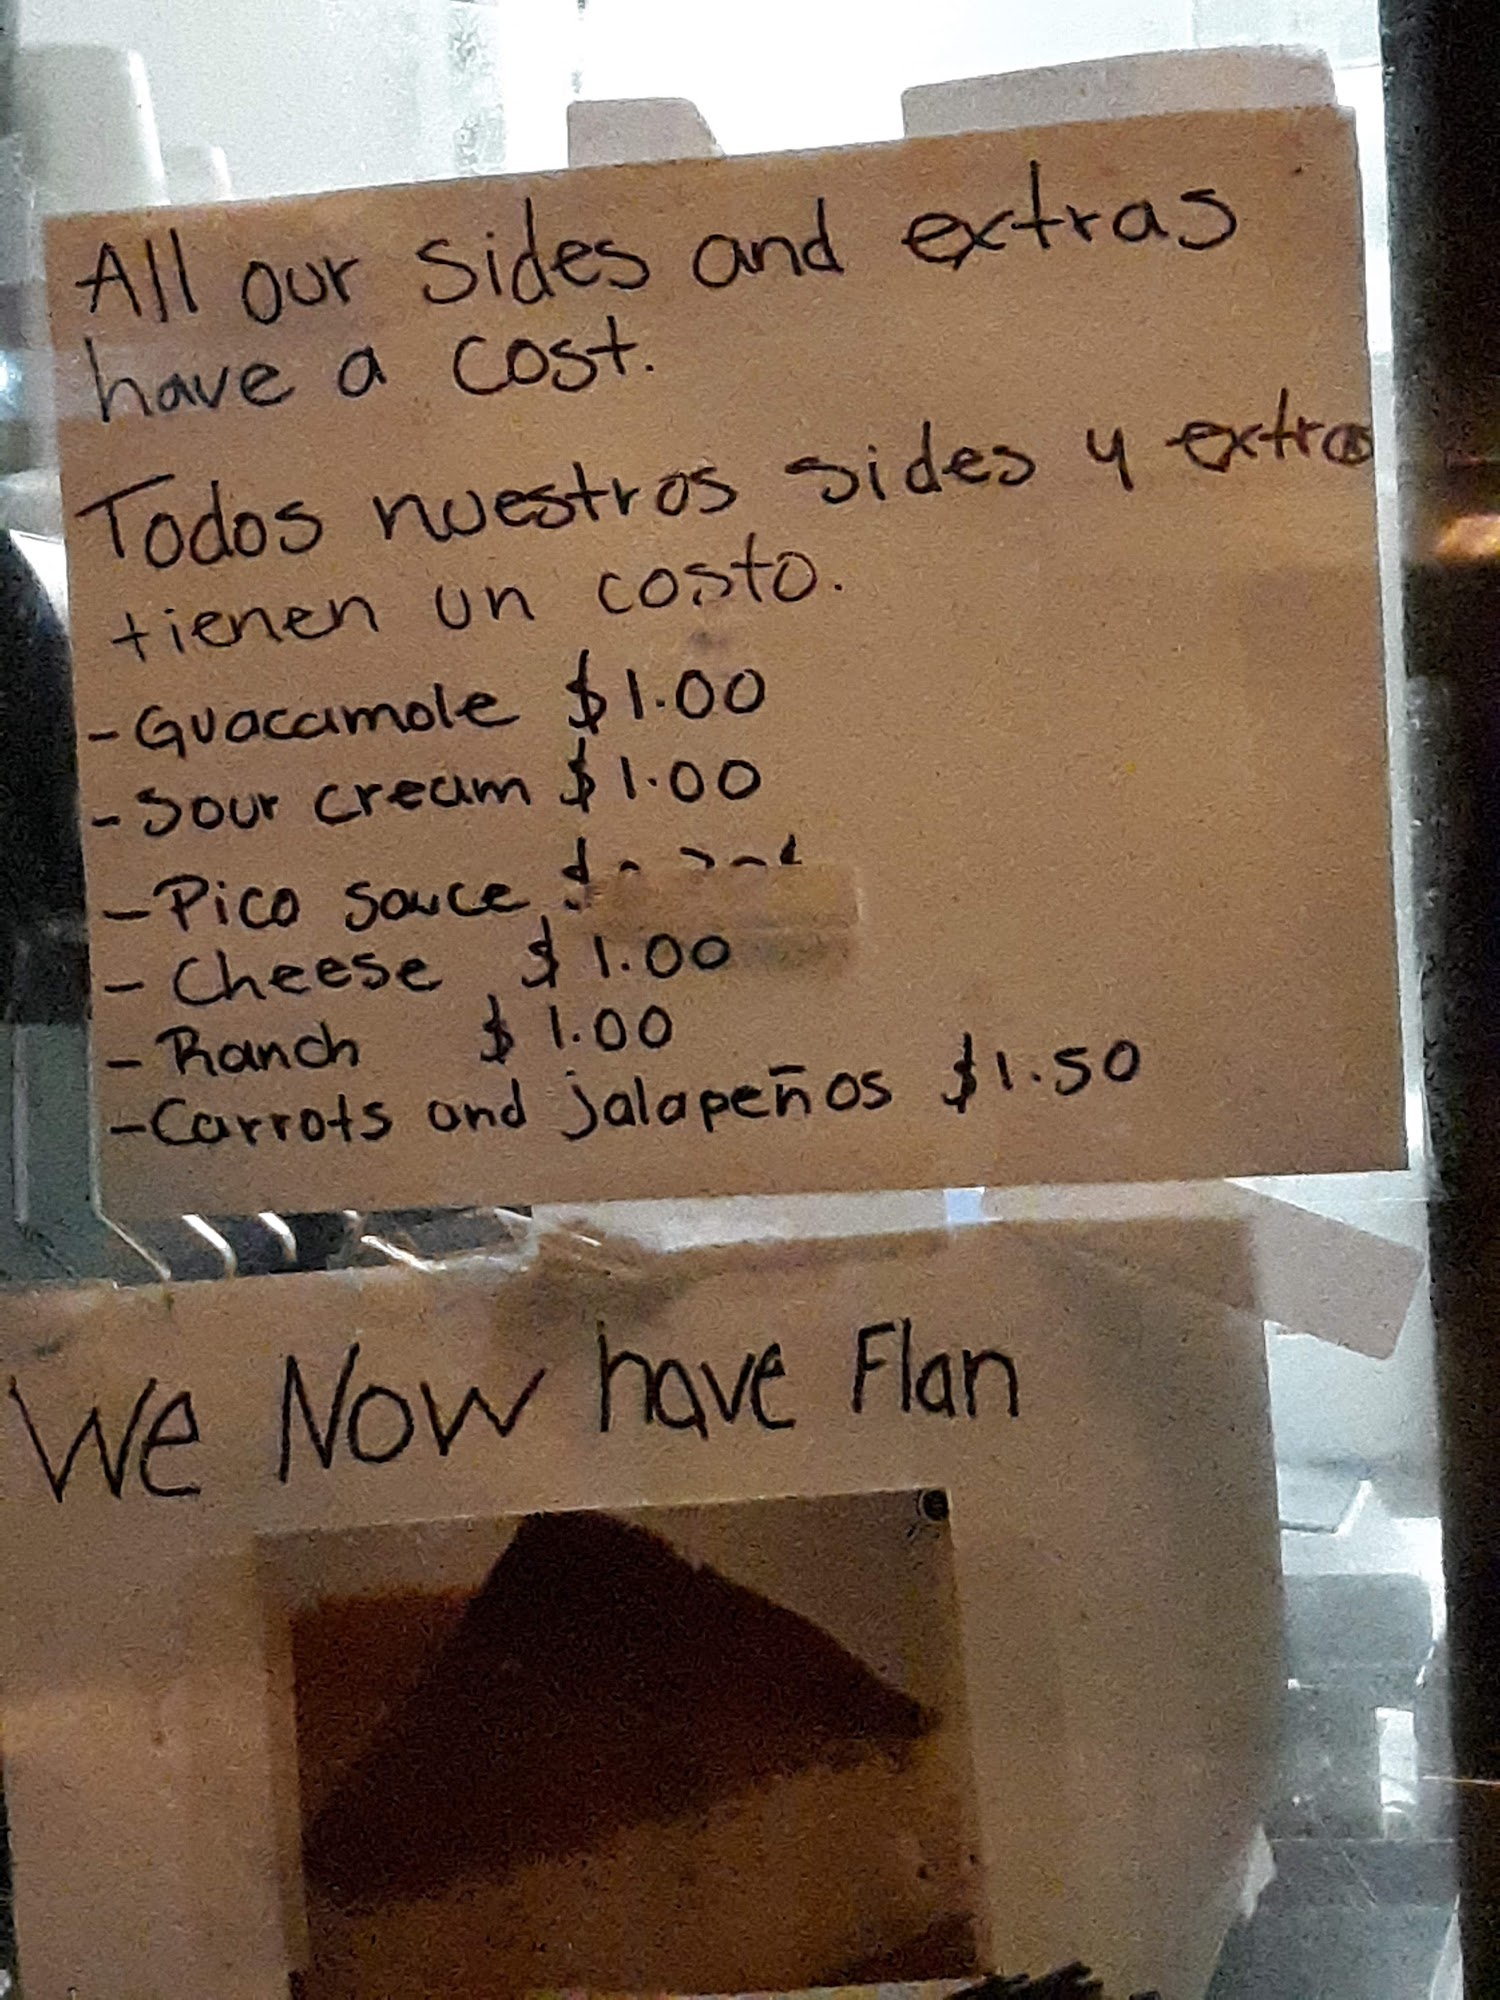 All our sides and extras
have a cost.
Todos nuestros sides y extras
tienen un costo.
- Guacamole $1.00
- Sour cream $1.00
- Pico sauce $
- Cheese $1.00
- Ranch $1.00
- Carrots and jalapeños $1.50
We Now have Flan